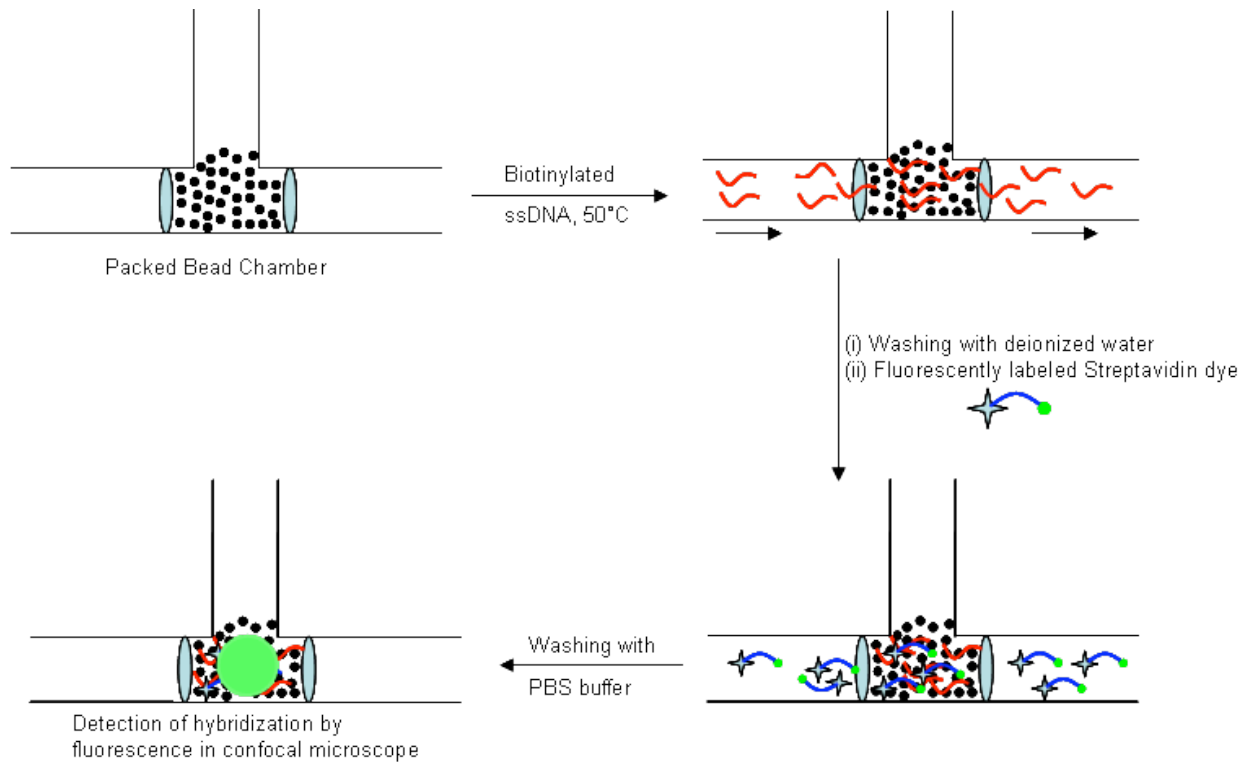 Packed Bead Chamber
Biotinylated
ssDNA, 50°C
(i) Washing with deionized water
(ii) Fluorescently labeled Streptavidin dye
Washing with
PBS buffer
Detection of hybridization by
fluorescence in confocal microscope